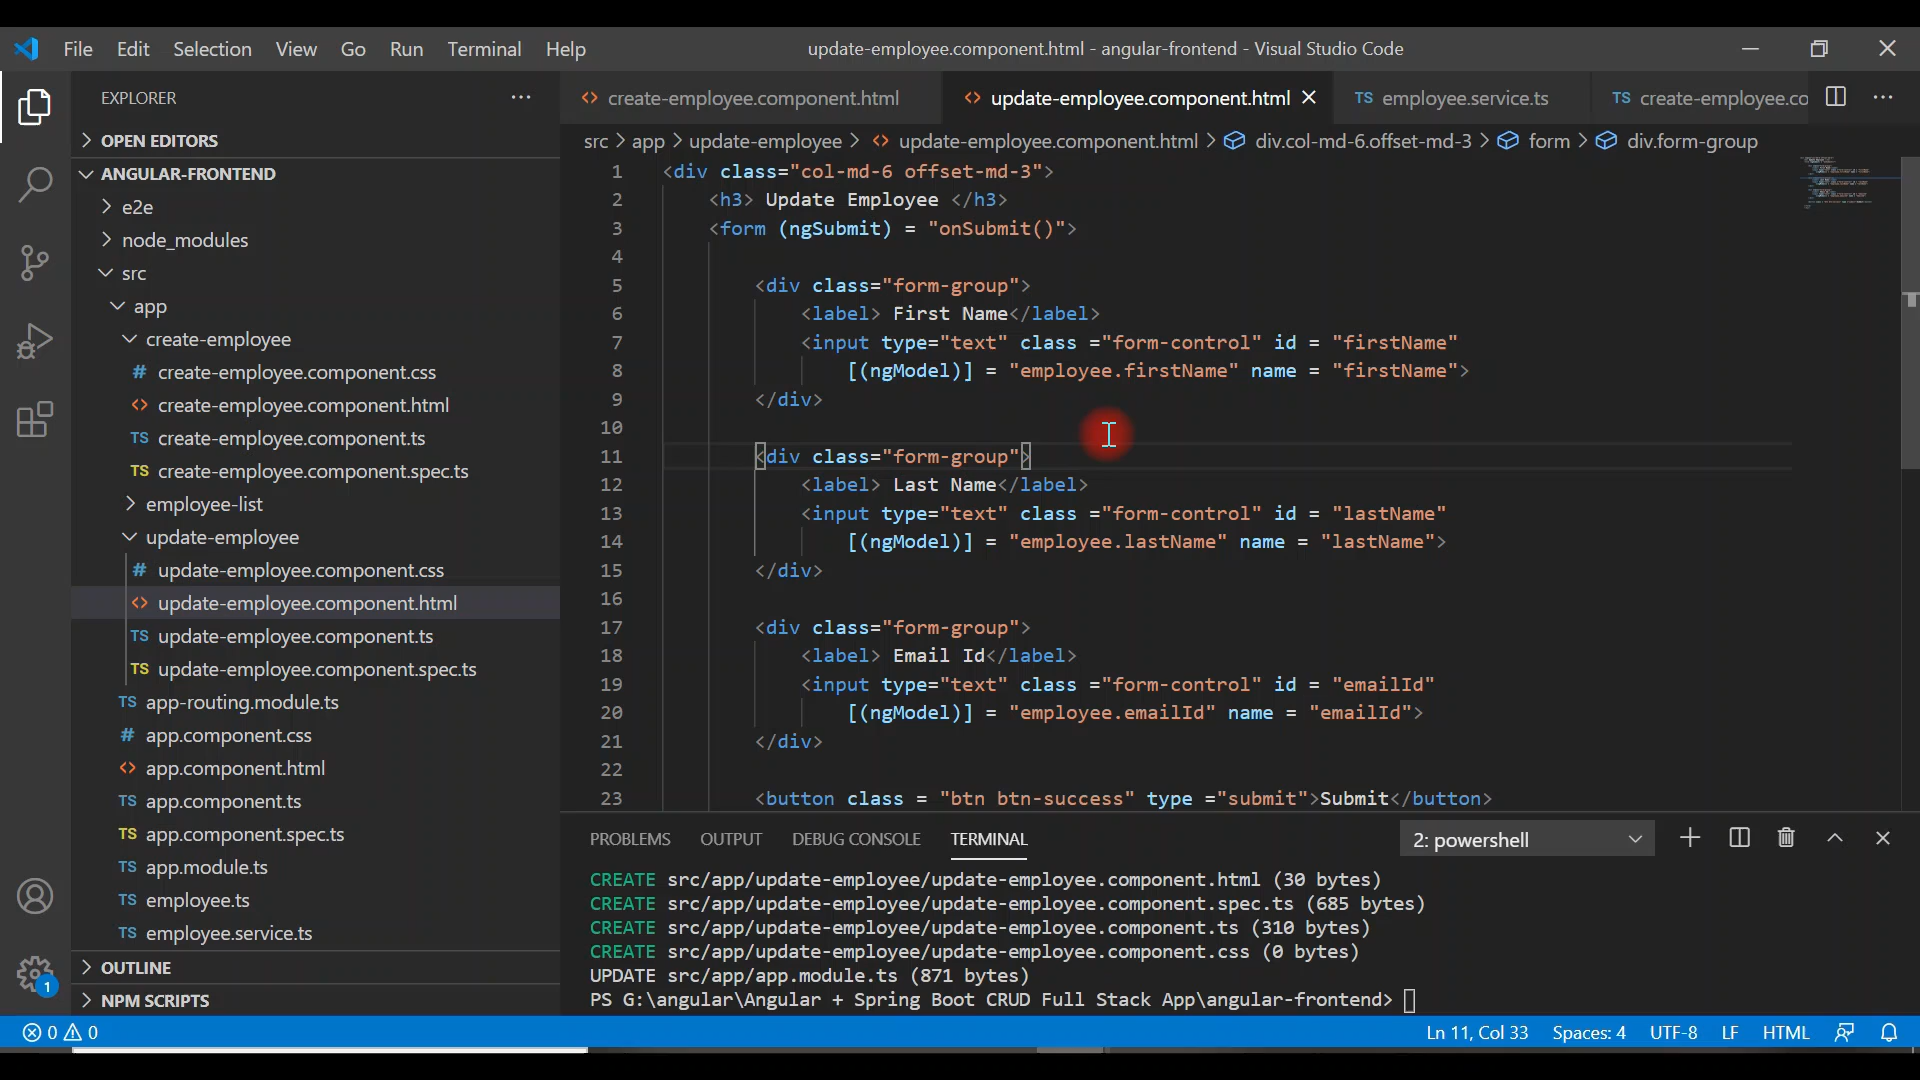 File Edit Selection View Go Run Terminal Help update-employee.component.html - angular-frontend - Visual Studio Code
EXPLORER
OPEN EDITORS
ANGULAR-FRONTEND
e2e
node_modules
src
app
create-employee
# create-employee.component.css
<> create-employee.component.html
TS create-employee.component.ts
TS create-employee.component.spec.ts
employee-list
update-employee
# update-employee.component.css
<> update-employee.component.html
TS update-employee.component.ts
TS update-employee.component.spec.ts
TS app-routing.module.ts
# app.component.css
<> app.component.html
TS app.component.ts
TS app.component.spec.ts
TS app.module.ts
TS employee.ts
TS employee.service.ts
OUTLINE
NPM SCRIPTS
1
<> create-employee.component.html <> update-employee.component.html TS employee.service.ts TS create-employee.co
src > app > update-employee > <> update-employee.component.html > div.col-md-6.offset-md-3 > form > div.form-group
1 <div class="col-md-6 offset-md-3">
2 <h3> Update Employee </h3>
3 <form (ngSubmit) = "onSubmit()">
4
5 <div class="form-group">
6 <label> First Name</label>
7 <input type="text" class ="form-control" id = "firstName"
8 [(ngModel)] = "employee.firstName" name = "firstName">
9 </div>
10
11 <div class="form-group">
12 <label> Last Name</label>
13 <input type="text" class ="form-control" id = "lastName"
14 [(ngModel)] = "employee.lastName" name = "lastName">
15 </div>
16
17 <div class="form-group">
18 <label> Email Id</label>
19 <input type="text" class ="form-control" id = "emailId"
20 [(ngModel)] = "employee.emailId" name = "emailId">
21 </div>
22
23 <button class = "btn btn-success" type ="submit">Submit</button>
PROBLEMS OUTPUT DEBUG CONSOLE TERMINAL 2: powershell
CREATE src/app/update-employee/update-employee.component.html (30 bytes)
CREATE src/app/update-employee/update-employee.component.spec.ts (685 bytes)
CREATE src/app/update-employee/update-employee.component.ts (310 bytes)
CREATE src/app/update-employee/update-employee.component.css (0 bytes)
UPDATE src/app/app.module.ts (871 bytes)
PS G:\angular\Angular + Spring Boot CRUD Full Stack App\angular-frontend>
0 0 Ln 11, Col 33 Spaces: 4 UTF-8 LF HTML